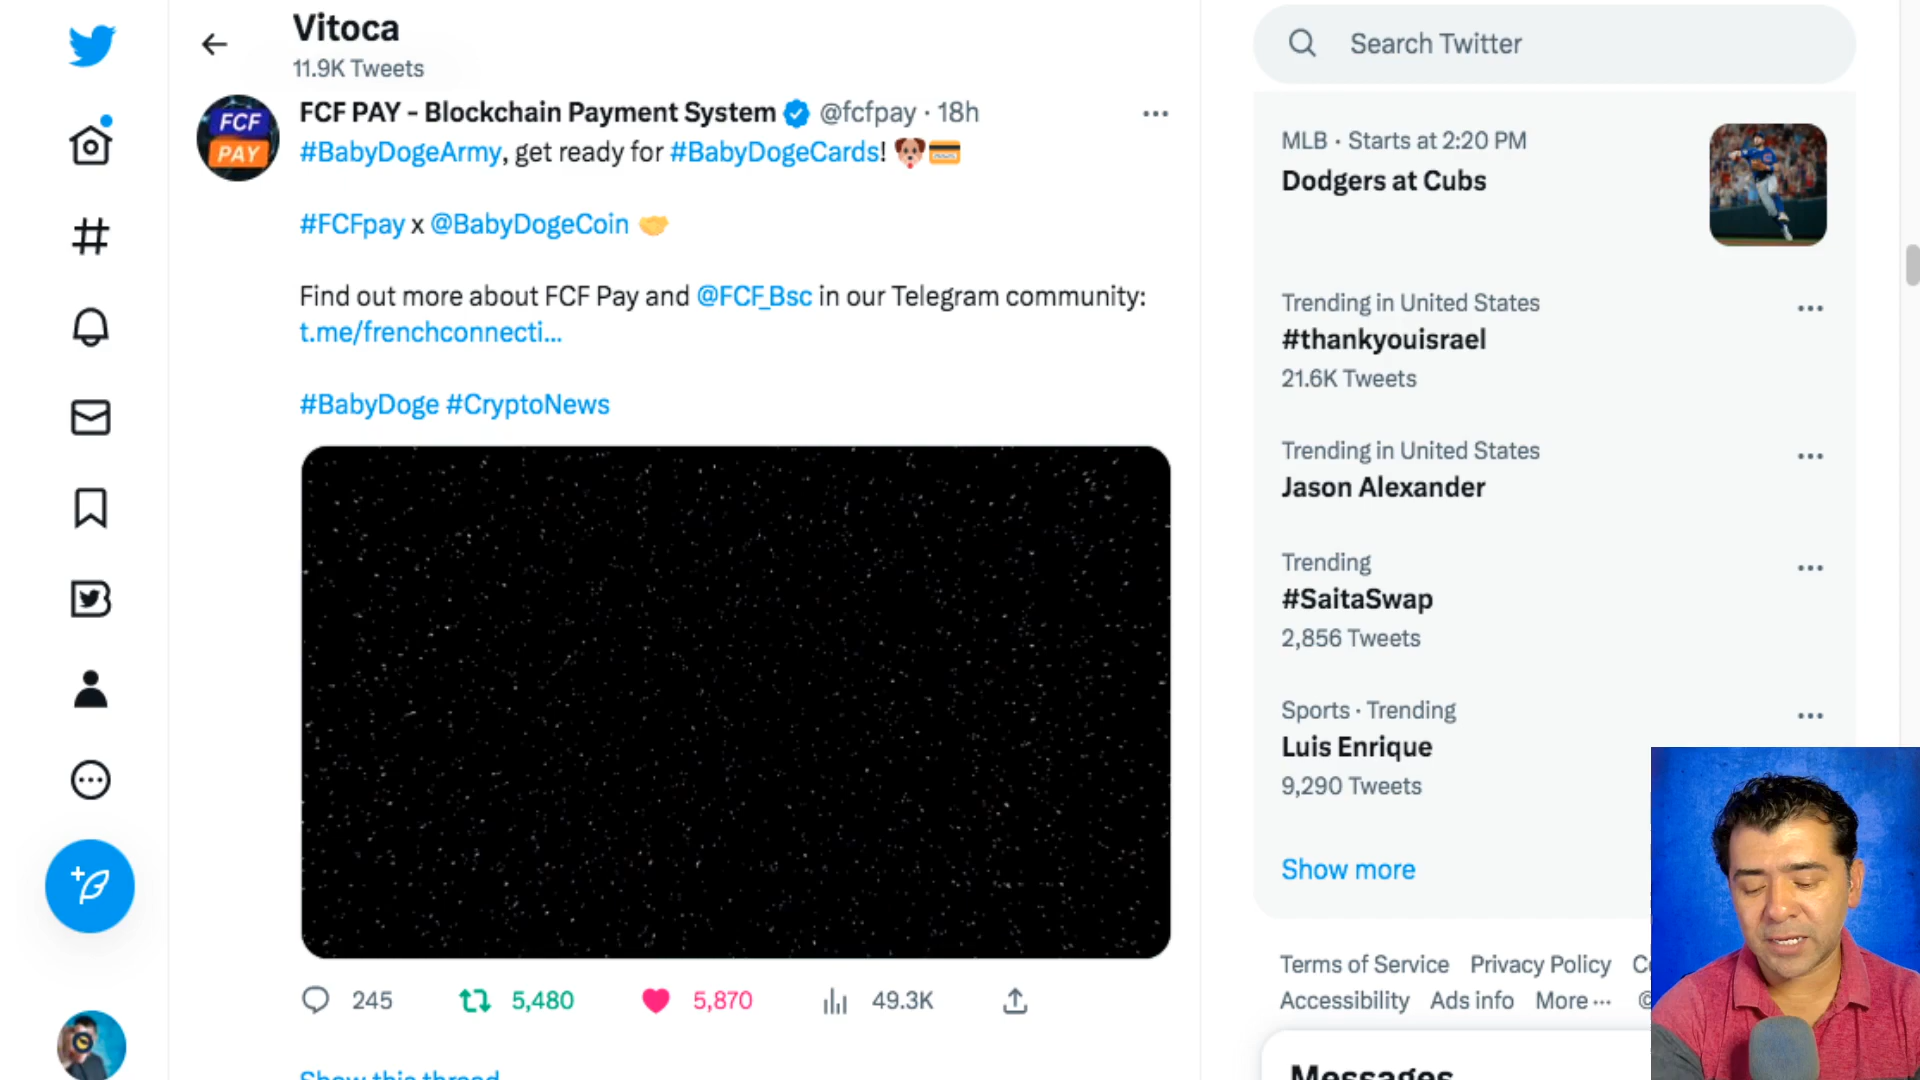 Vitoca
11.9K Tweets
FCF PAY
FCF PAY - Blockchain Payment System @fcfpay · 18h
#BabyDogeArmy, get ready for #BabyDogeCards!
#FCFpay x @BabyDogeCoin
Find out more about FCF Pay and @FCF_Bsc in our Telegram community:
t.me/frenchconnecti...
#BabyDoge #CryptoNews
245 5,480 5,870 49.3K
Show this thread
Search Twitter
MLB · Starts at 2:20 PM
Dodgers at Cubs
Trending in United States
#thankyouisrael
21.6K Tweets
Trending in United States
Jason Alexander
Trending
#SaitaSwap
2,856 Tweets
Sports · Trending
Luis Enrique
9,290 Tweets
Show more
Terms of Service Privacy Policy
Accessibility Ads info More ... ©
Messages